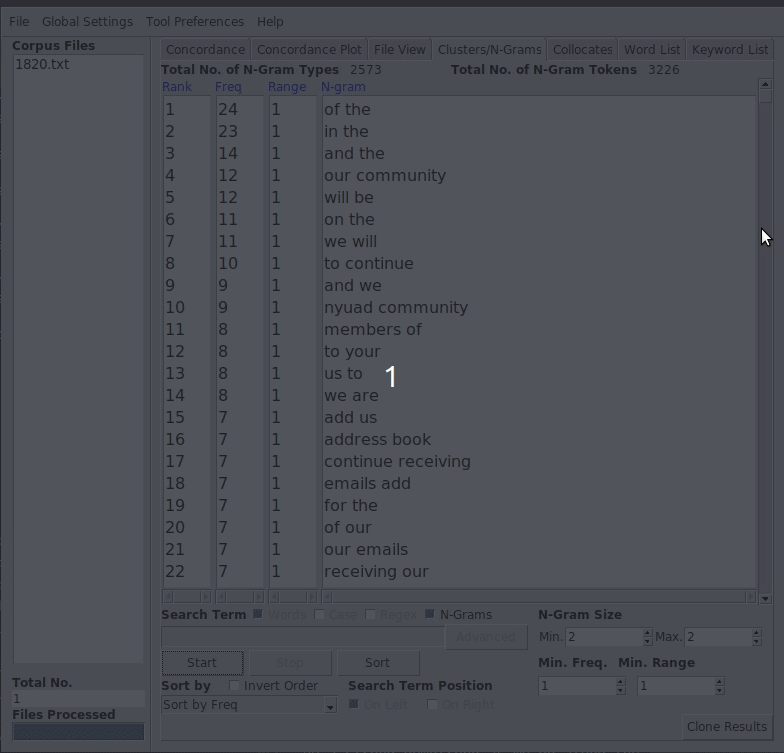 File Global Settings Tool Preferences Help
Corpus Files
1820.txt
Total No.
1
Files Processed
Concordance Concordance Plot File View Clusters/N-Grams Collocates Word List Keyword List
Total No. of N-Gram Types 2573 Total No. of N-Gram Tokens 3226
Rank Freq Range N-gram
1 24 1 of the
2 23 1 in the
3 14 1 and the
4 12 1 our community
5 12 1 will be
6 11 1 on the
7 11 1 we will
8 10 1 to continue
9 9 1 and we
10 9 1 nyuad community
11 8 1 members of
12 8 1 to your
13 8 1 us to
1
14 8 1 we are
15 7 1 add us
16 7 1 address book
17 7 1 continue receiving
18 7 1 emails add
19 7 1 for the
20 7 1 of our
21 7 1 our emails
22 7 1 receiving our
Search Term Words Case Regex N-Grams
Advanced
Start Stop Sort
Sort by Invert Order
Sort by Freq
Search Term Position
On Left On Right
N-Gram Size
Min. 2 Max. 2
Min. Freq. Min. Range
1 1
Clone Results